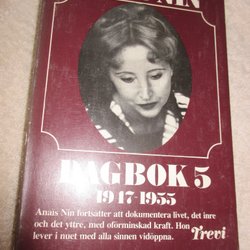 NIN
DAGBOK 5
1947-1955
Anaïs Nin fortsätter att dokumentera livet, det inre
och det yttre, med oförminskad kraft. Hon
lever i nuet med alla sinnen vidöppna.
Trevi